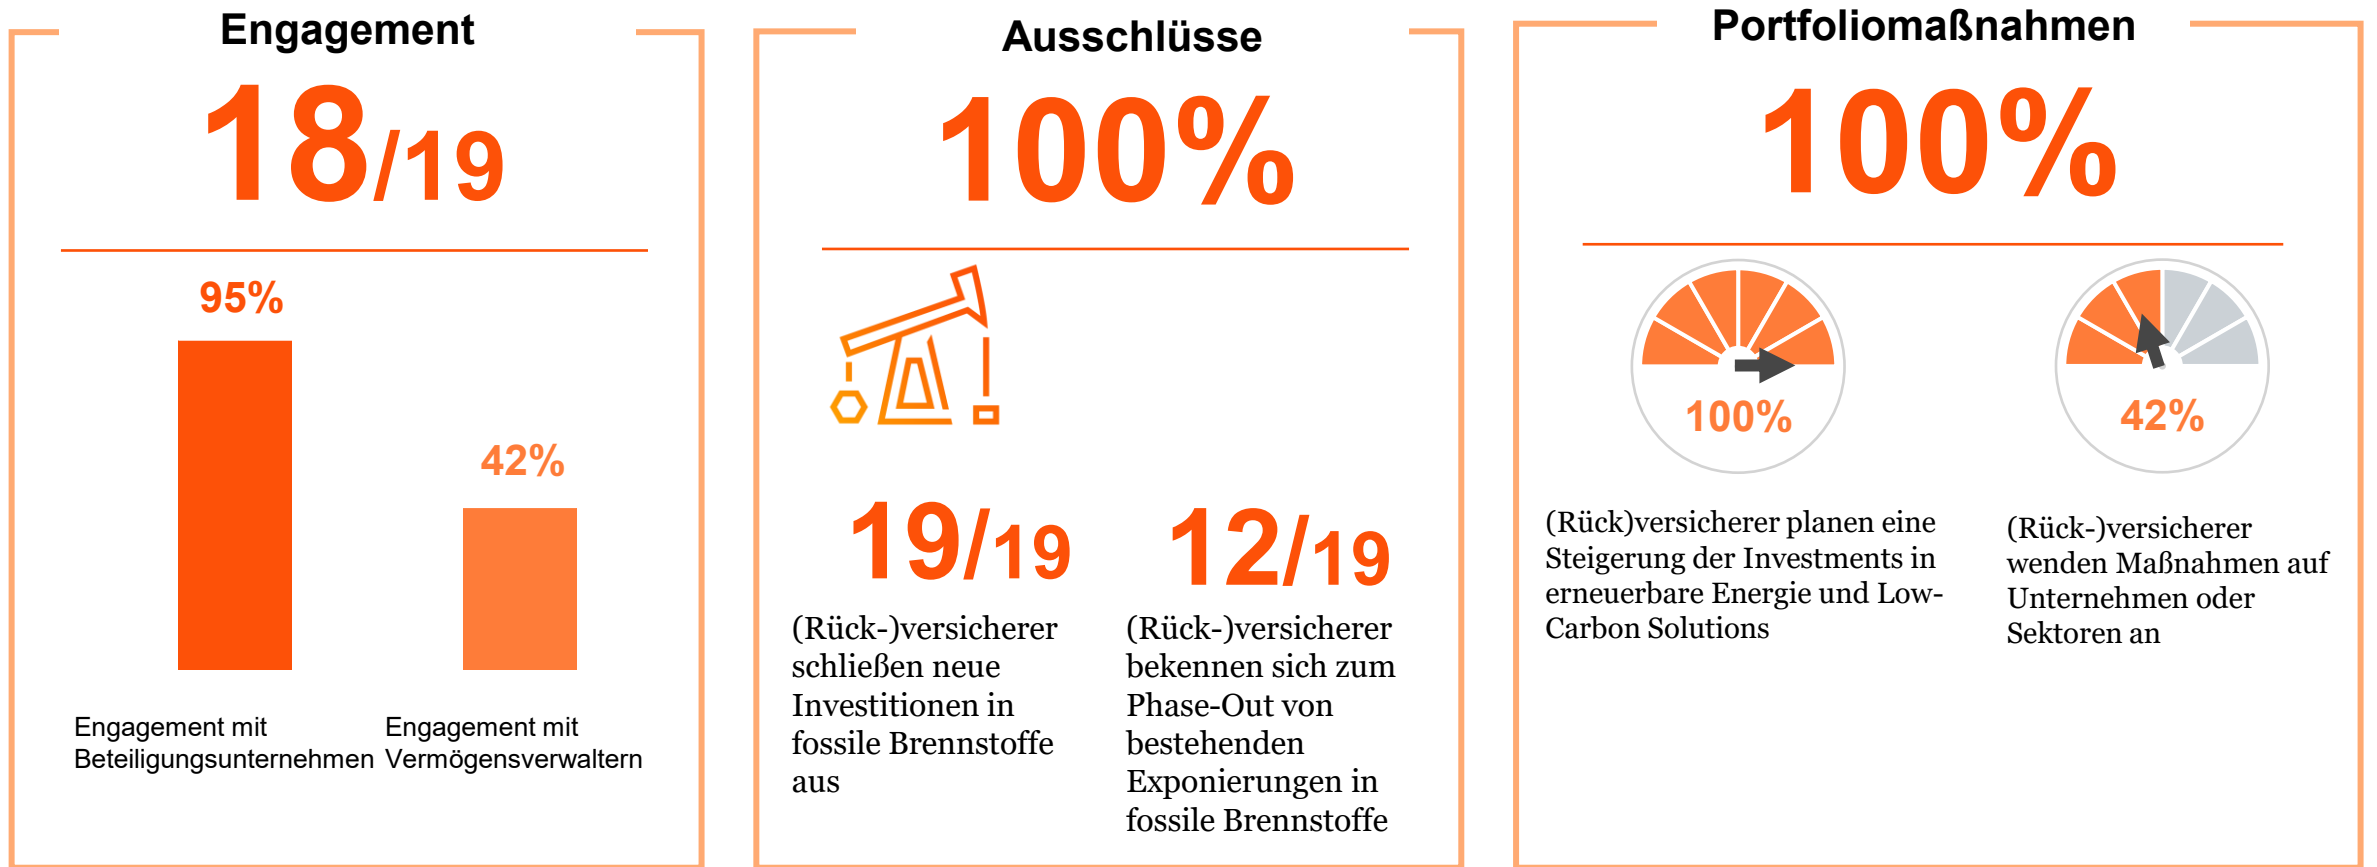 Engagement
18/19
95%
42%
Engagement mit
Beteiligungsunternehmen
Engagement mit
Vermögensverwaltern
Ausschlüsse
100%
19/19
(Rück-)versicherer
schließen neue
Investitionen in
fossile Brennstoffe
aus
12/19
(Rück-)versicherer
bekennen sich zum
Phase-Out von
bestehenden
Exponierungen in
fossile Brennstoffe
Portfoliomaßnahmen
100%
100%
(Rück)versicherer planen eine
Steigerung der Investments in
erneuerbare Energie und Low-
Carbon Solutions
42%
(Rück-)versicherer
wenden Maßnahmen auf
Unternehmen oder
Sektoren an